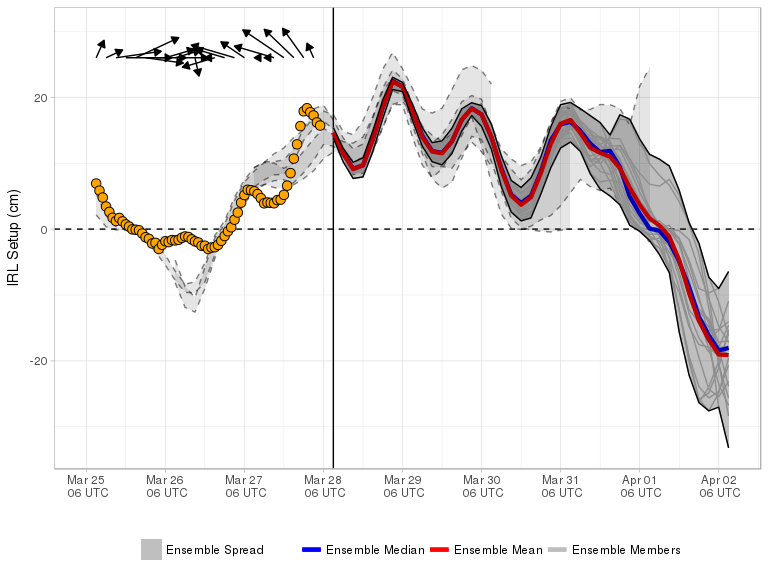 IRL Setup (cm)
20
0
-20
Mar 25 Mar 26 Mar 27 Mar 28 Mar 29 Mar 30 Mar 31 Apr 01 Apr 02
06 UTC 06 UTC 06 UTC 06 UTC 06 UTC 06 UTC 06 UTC 06 UTC 06 UTC
Ensemble Spread Ensemble Median Ensemble Mean Ensemble Members